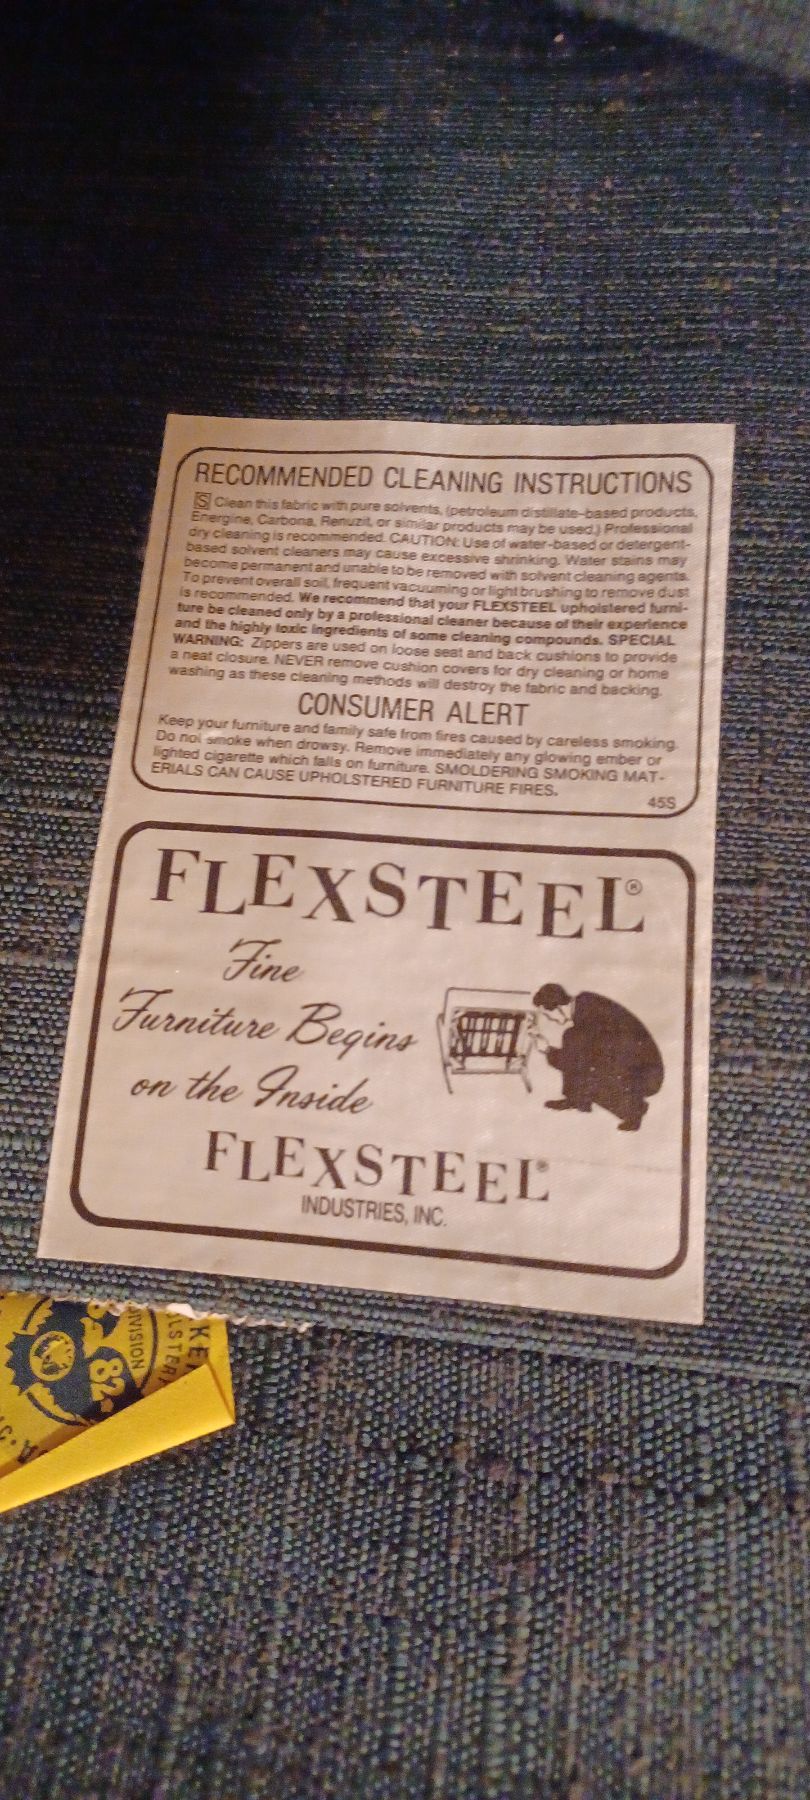 RECOMMENDED CLEANING INSTRUCTIONS
S Clean this fabric with pure solvents, (petroleum distillate-based products,
Energine, Carbona, Renuzit, or similar products may be used.) Professional
dry cleaning is recommended. CAUTION: Use of water-based or detergent-
based solvent cleaners may cause excessive shrinking. Water stains may
become permanent and unable to be removed with solvent cleaning agents.
To prevent overall soil, frequent vacuuming or light brushing to remove dust
is recommended. We recommend that your FLEXSTEEL upholstered furni-
ture be cleaned only by a professional cleaner because of their experience
and the highly toxic ingredients of some cleaning compounds. SPECIAL
WARNING: Zippers are used on loose seat and back cushions to provide
a neat closure. NEVER remove cushion covers for dry cleaning or home
washing as these cleaning methods will destroy the fabric and backing.
CONSUMER ALERT
Keep your furniture and family safe from fires caused by careless smoking.
Do not smoke when drowsy. Remove immediately any glowing ember or
lighted cigarette which falls on furniture. SMOLDERING SMOKING MAT-
ERIALS CAN CAUSE UPHOLSTERED FURNITURE FIRES.
45S
FLEXSTEEL®
Fine
Furniture Begins
on the Inside
FLEXSTEEL®
INDUSTRIES, INC.
82